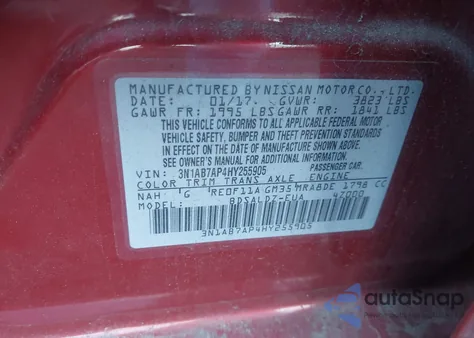 MANUFACTURED BY NISSAN MOTOR CO., LTD.
DATE: 01/17 GVWR: 3823 LBS
GAWR FR: 1995 LBS GAWR RR: 1841 LBS
THIS VEHICLE CONFORMS TO ALL APPLICABLE FEDERAL MOTOR
VEHICLE SAFETY, BUMPER, AND THEFT PREVENTION STANDARDS
IN EFFECT ON THE DATE OF MANUFACTURE SHOWN ABOVE.
SEE OWNER'S MANUAL FOR ADDITIONAL INFORMATION.
VIN: 3N1AB7AP4HY255905 PASSENGER CAR
COLOR TRIM TRANS AXLE ENGINE
NAH G REOF11A GM35 MRA8DE 1798 CC
BDSALDZ-EUA 47000
3N1AB7AP4HY255905
autoSnap